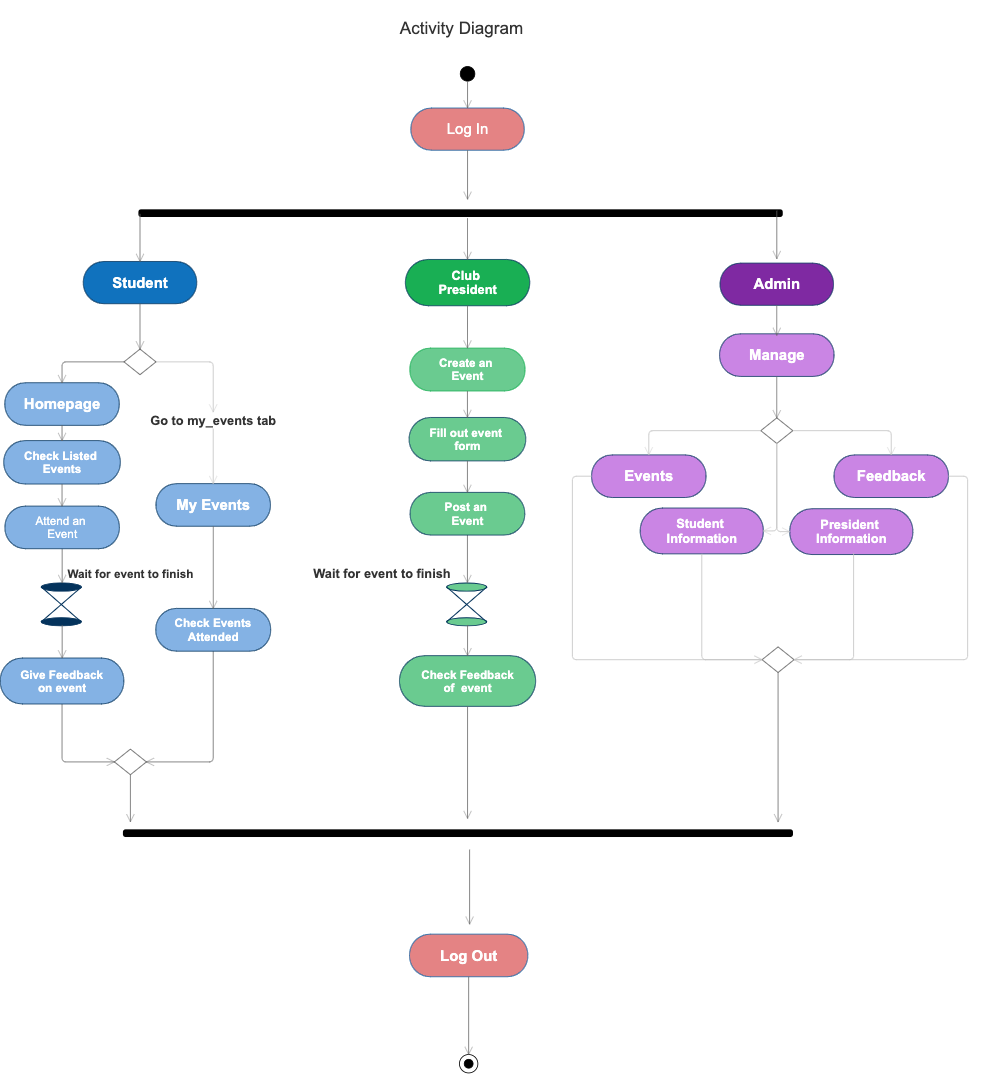 Activity Diagram
Log In
Student
Club
President
Admin
Create an
Event
Manage
Homepage
Go to my_events tab
Fill out event
form
Check Listed
Events
Events
Feedback
My Events
Attend an
Event
Post an
Event
Student
Information
President
Information
Wait for event to finish
Wait for event to finish
Check Events
Attended
Give Feedback
on event
Check Feedback
of event
Log Out